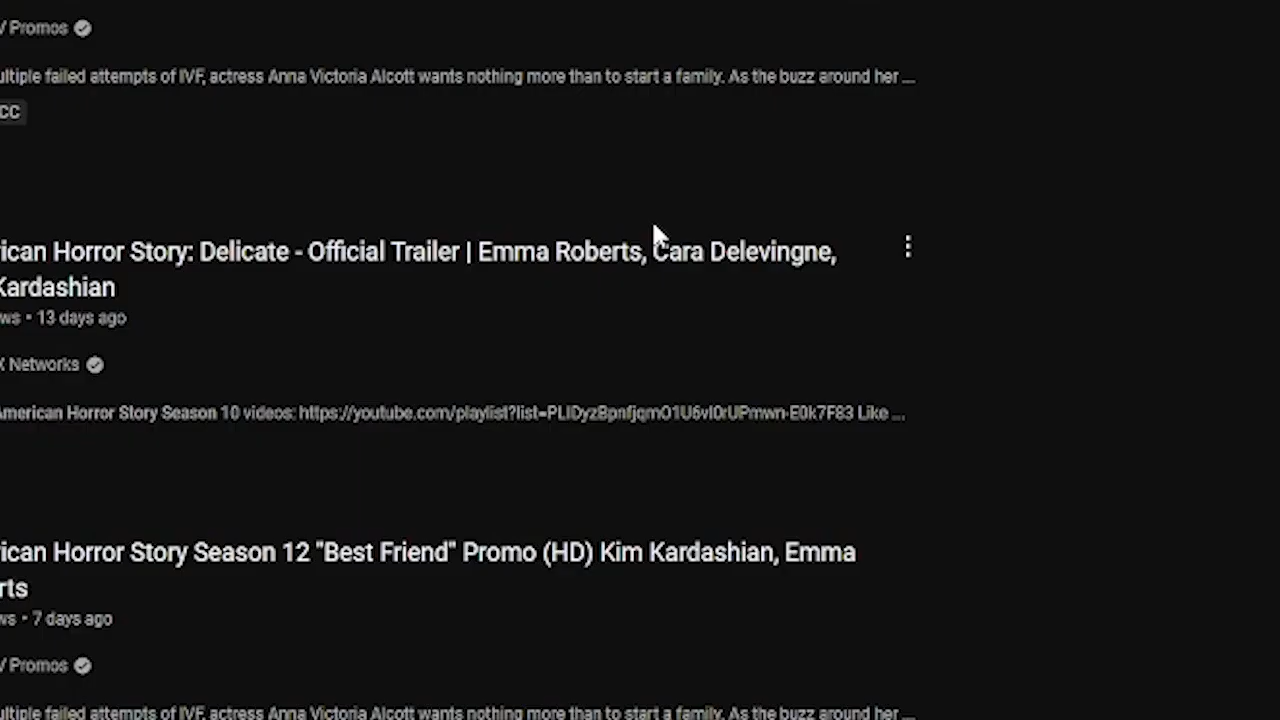 V Promos
ultiple failed attempts of IVF, actress Anna Victoria Alcott wants nothing more than to start a family. As the buzz around her ...
CC
ican Horror Story: Delicate - Official Trailer | Emma Roberts, Cara Delevingne,
Kardashian
ws • 13 days ago
X Networks
American Horror Story Season 10 videos: https://youtube.com/playlist?list= Like ...
ican Horror Story Season 12 "Best Friend" Promo (HD) Kim Kardashian, Emma
rts
ws • 7 days ago
V Promos
ultiple failed attempts of IVF, actress Anna Victoria Alcott wants nothing more than to start a family. As the buzz around her ...